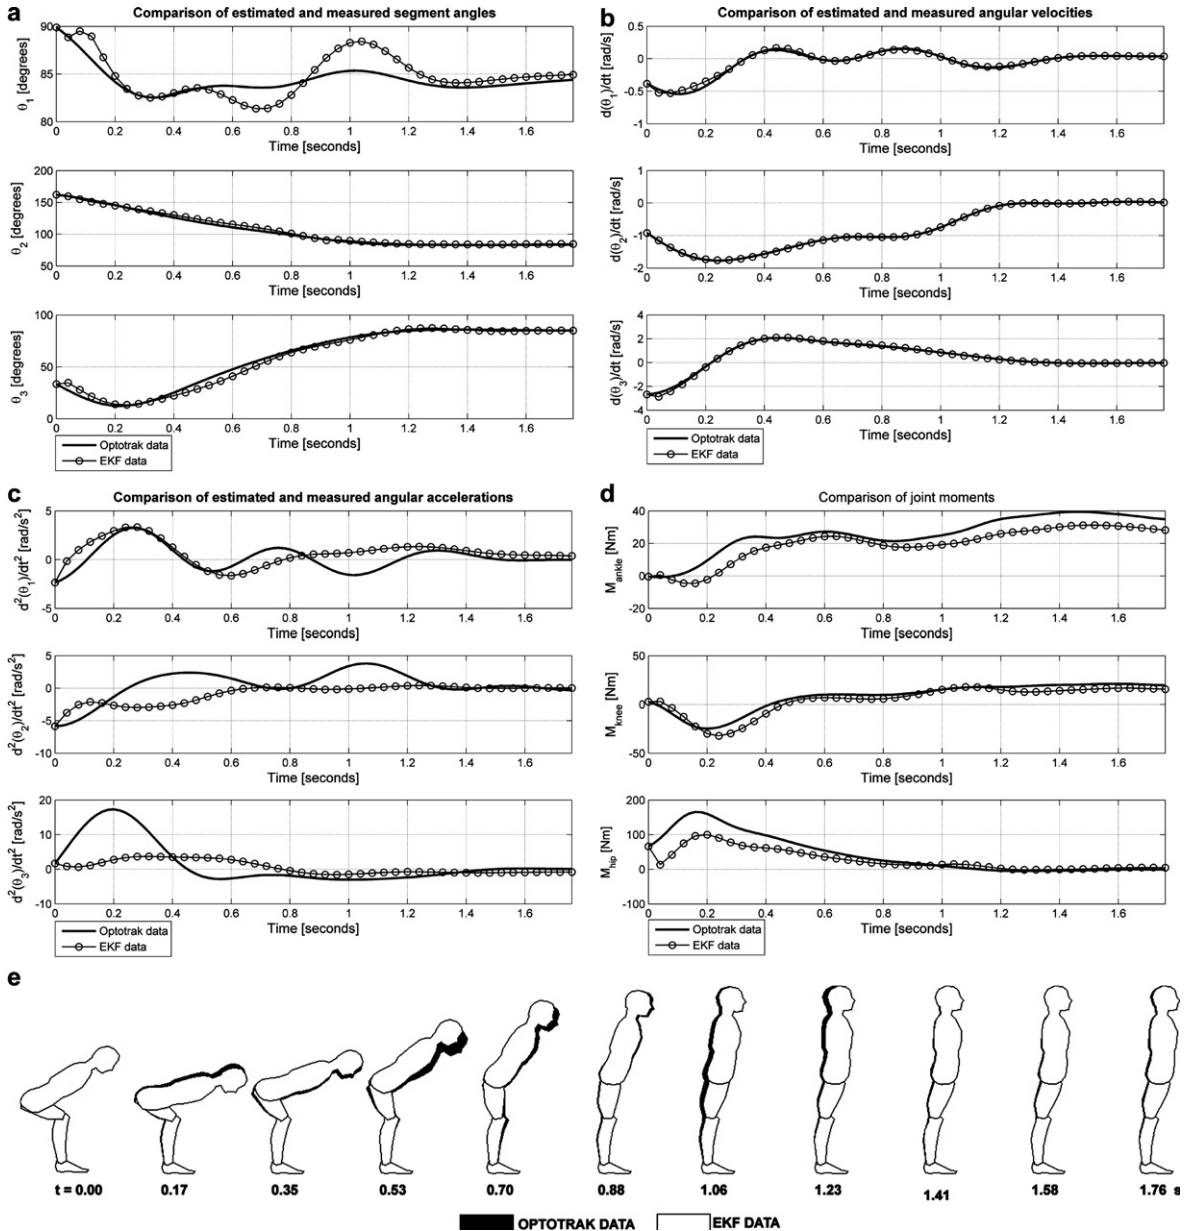 a
Comparison of estimated and measured segment angles
90
85
80
θ1 [degrees]
0 0.2 0.4 0.6 0.8 1 1.2 1.4 1.6
Time [seconds]
200
150
100
50
θ2 [degrees]
0 0.2 0.4 0.6 0.8 1 1.2 1.4 1.6
Time [seconds]
100
50
0
θ3 [degrees]
0 0.2 0.4 0.6 0.8 1 1.2 1.4 1.6
Time [seconds]
Optotrak data
EKF data
b
Comparison of estimated and measured angular velocities
1
0.5
0
-0.5
-1
d(θ1)/dt [rad/s]
0 0.2 0.4 0.6 0.8 1 1.2 1.4 1.6
Time [seconds]
1
0
-1
-2
d(θ2)/dt [rad/s]
0 0.2 0.4 0.6 0.8 1 1.2 1.4 1.6
Time [seconds]
4
2
0
-2
-4
d(θ3)/dt [rad/s]
0 0.2 0.4 0.6 0.8 1 1.2 1.4 1.6
Time [seconds]
Optotrak data
EKF data
c
Comparison of estimated and measured angular accelerations
5
0
-5
d²(θ1)/dt² [rad/s²]
0 0.2 0.4 0.6 0.8 1 1.2 1.4 1.6
Time [seconds]
5
0
-5
-10
d²(θ2)/dt² [rad/s²]
0 0.2 0.4 0.6 0.8 1 1.2 1.4 1.6
Time [seconds]
20
10
0
-10
d²(θ3)/dt² [rad/s²]
0 0.2 0.4 0.6 0.8 1 1.2 1.4 1.6
Time [seconds]
Optotrak data
EKF data
d
Comparison of joint moments
40
20
0
-20
Mankle [Nm]
0 0.2 0.4 0.6 0.8 1 1.2 1.4 1.6
Time [seconds]
50
0
-50
Mknee [Nm]
0 0.2 0.4 0.6 0.8 1 1.2 1.4 1.6
Time [seconds]
200
100
0
-100
Mhip [Nm]
0 0.2 0.4 0.6 0.8 1 1.2 1.4 1.6
Time [seconds]
Optotrak data
EKF data
e
t = 0.00 0.17 0.35 0.53 0.70 0.88 1.06 1.23 1.41 1.58 1.76 s
OPTOTRAK DATA EKF DATA